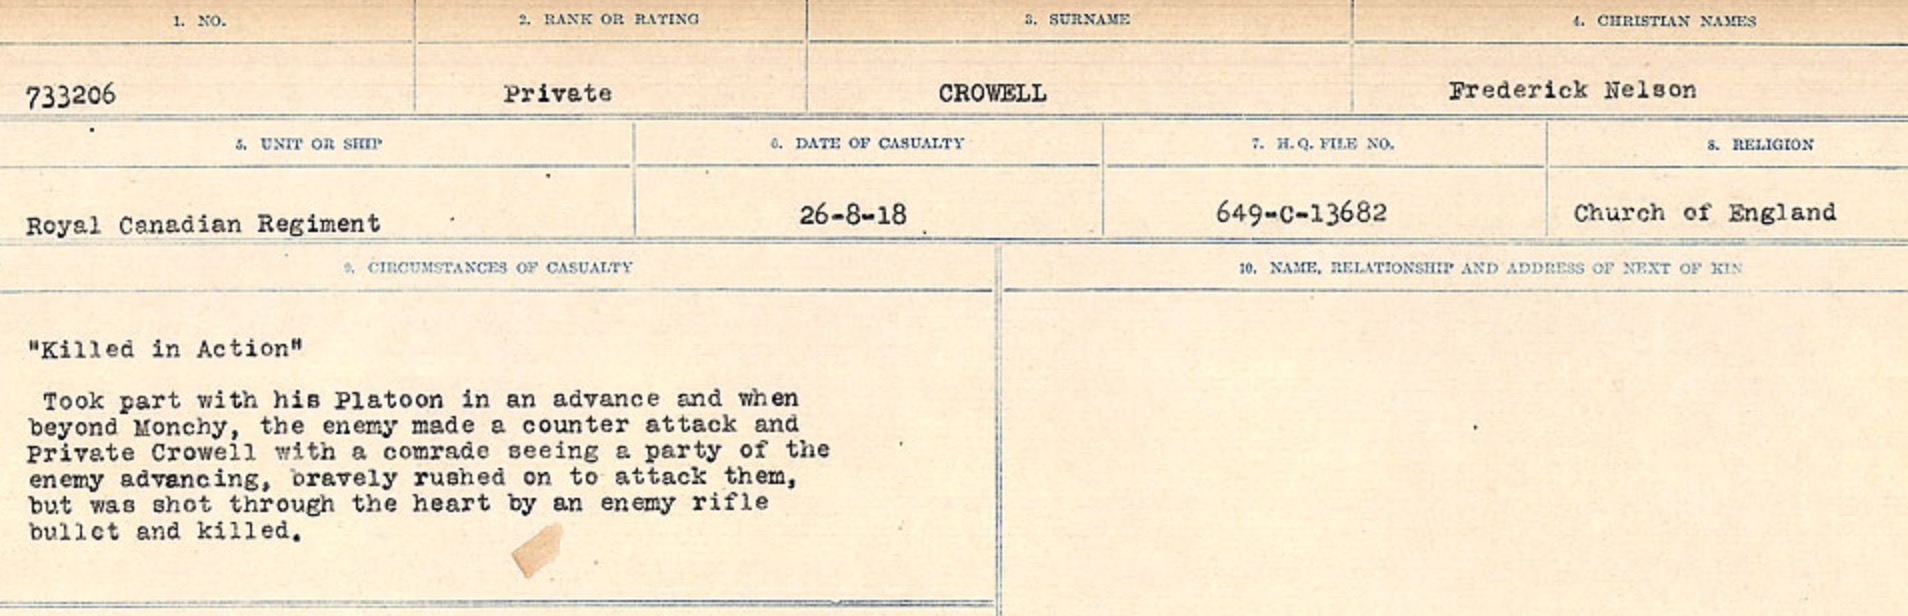 1. NO. 2. RANK OR RATING 3. SURNAME 4. CHRISTIAN NAMES
733206 Private CROWELL Frederick Nelson
5. UNIT OR SHIP 6. DATE OF CASUALTY 7. H.Q. FILE NO. 8. RELIGION
Royal Canadian Regiment 26-8-18 649-C-13682 Church of England
9. CIRCUMSTANCES OF CASUALTY 10. NAME, RELATIONSHIP AND ADDRESS OF NEXT OF KIN
"Killed in Action"
Took part with his Platoon in an advance and when
beyond Monchy, the enemy made a counter attack and
Private Crowell with a comrade seeing a party of the
enemy advancing, bravely rushed on to attack them,
but was shot through the heart by an enemy rifle
bullet and killed.